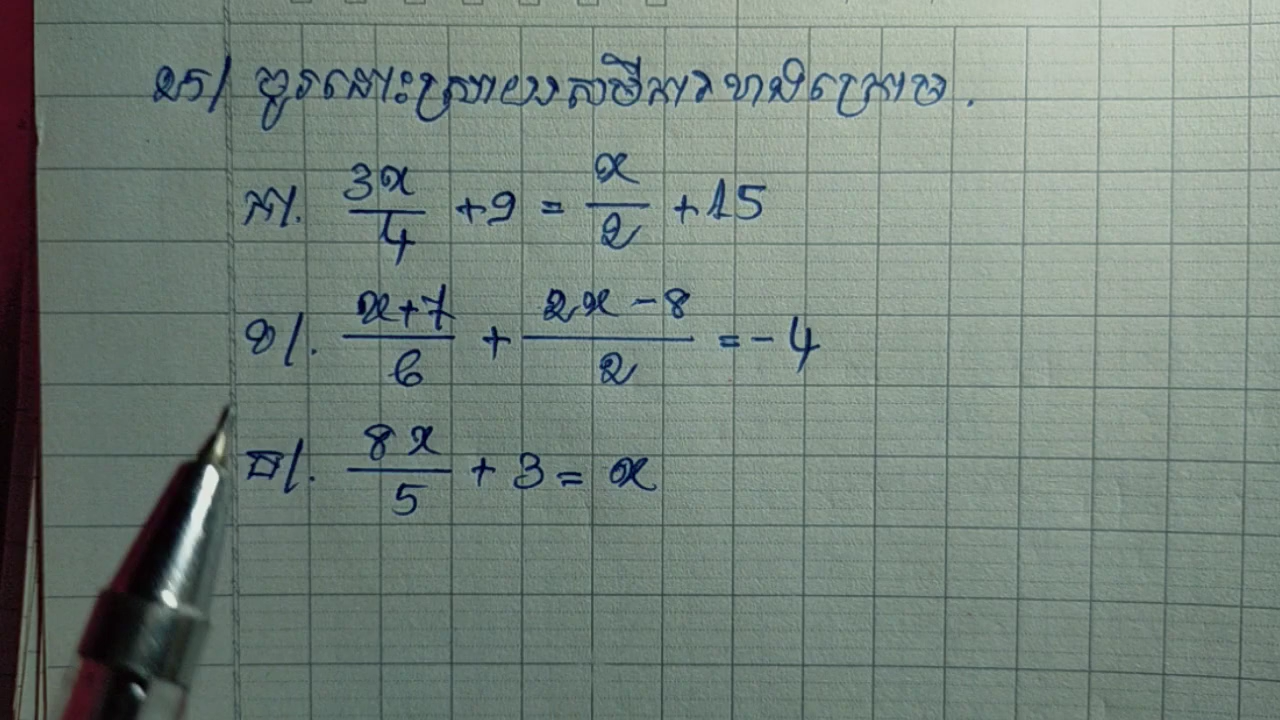 25/ ចូរដោះស្រាយសមីការខាងក្រោម .
ក/. 3x/4 + 9 = x/2 + 15
ខ/. (x+7)/6 + (2x-8)/2 = -4
គ/. 8x/5 + 3 = x